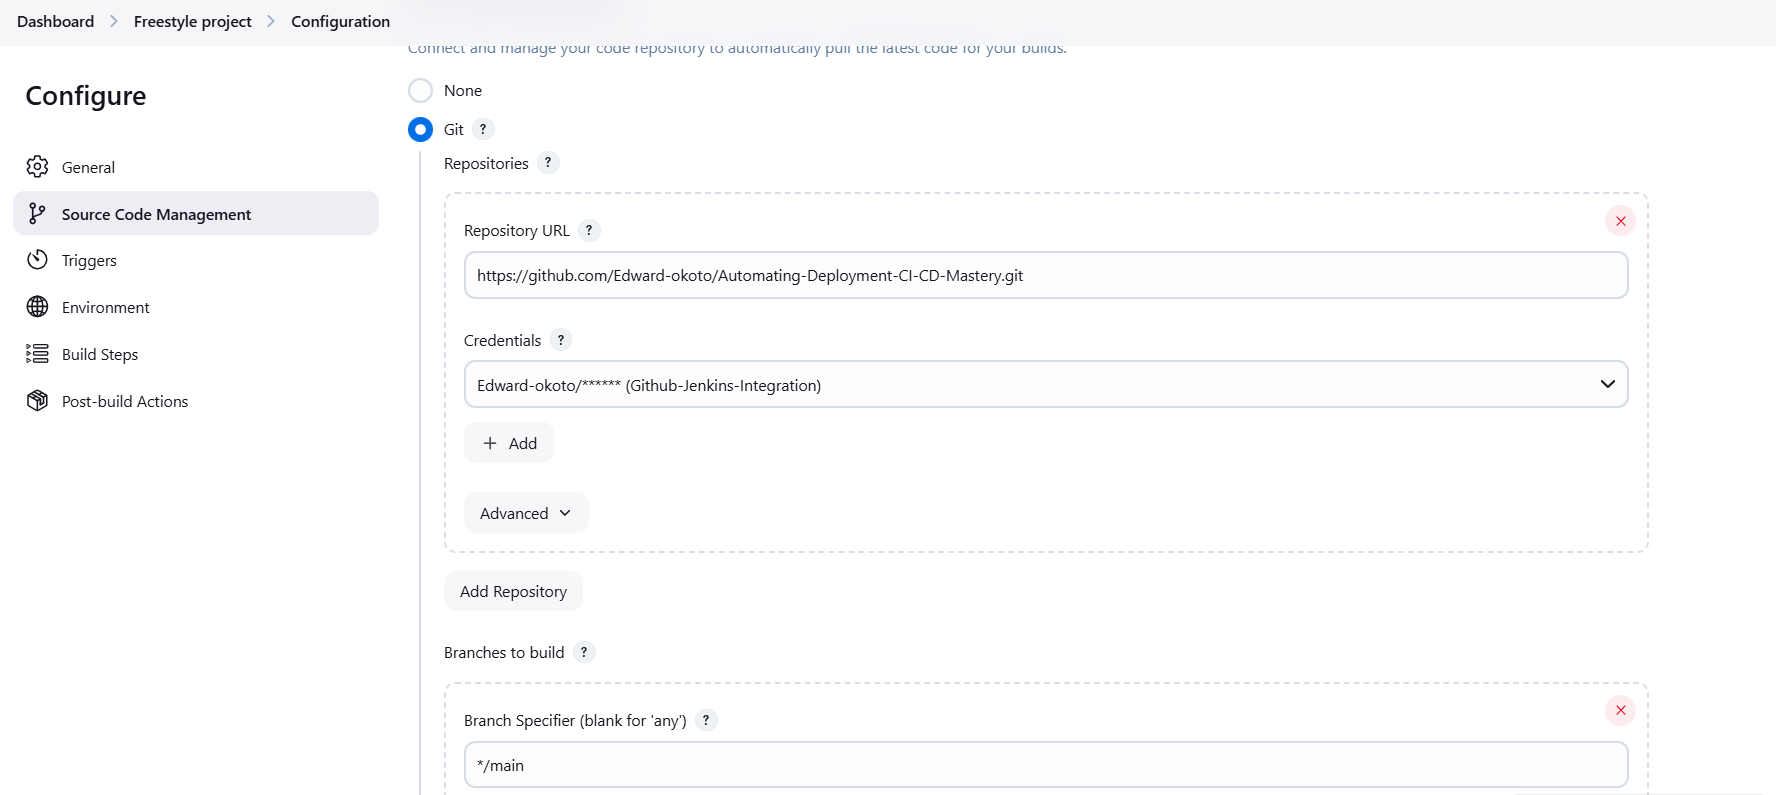 Dashboard > Freestyle project > Configuration
Connect and manage your code repository to automatically pull the latest code for your builds.
Configure
General
Source Code Management
Triggers
Environment
Build Steps
Post-build Actions
None
Git ?
Repositories ?
Repository URL ?
https://github.com/Edward-okoto/Automating-Deployment-CI-CD-Mastery.git
Credentials ?
Edward-okoto/****** (Github-Jenkins-Integration)
+ Add
Advanced
Add Repository
Branches to build ?
Branch Specifier (blank for 'any') ?
*/main